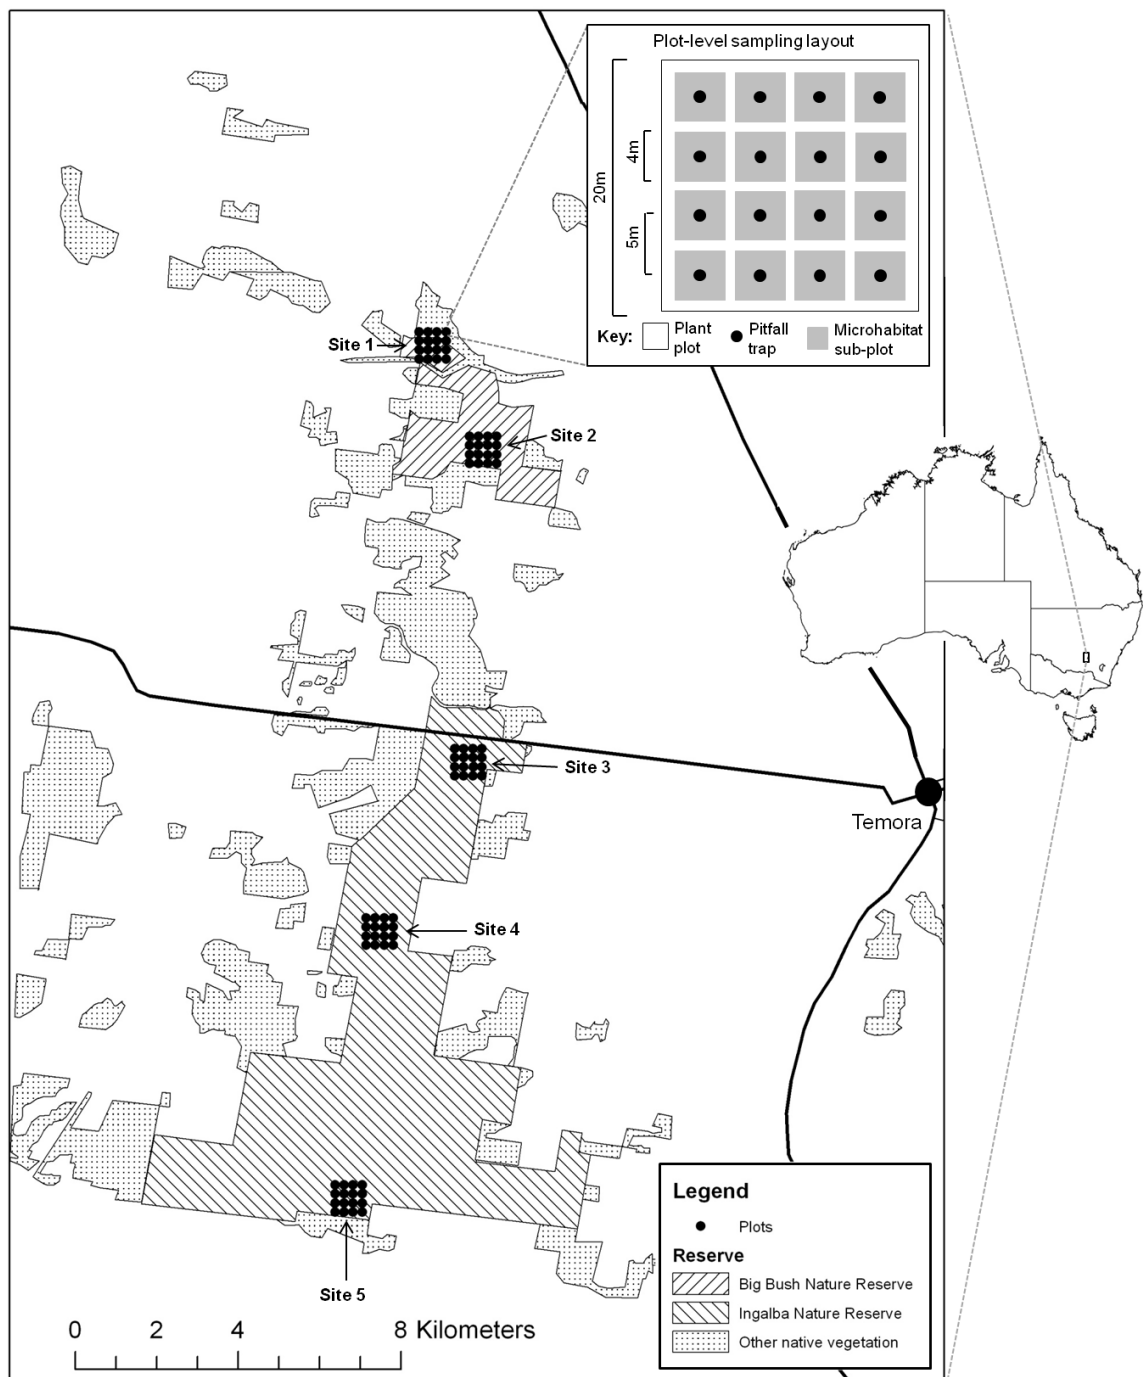 Plot-level sampling layout
20m
4m
5m
Key:
Plant
plot
Pitfall
trap
Microhabitat
sub-plot
Site 1
Site 2
Site 3
Temora
Site 4
Site 5
0 2 4 8 Kilometers
Legend
Plots
Reserve
Big Bush Nature Reserve
Ingalba Nature Reserve
Other native vegetation